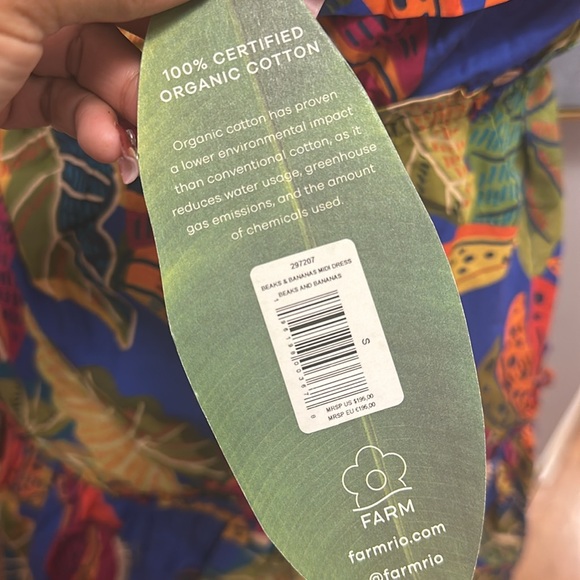 100% CERTIFIED
ORGANIC COTTON
Organic cotton has proven
a lower environmental impact
than conventional cotton, as it
reduces water usage, greenhouse
gas emissions, and the amount
of chemicals used.
297207
BEAKS & BANANAS MIDI DRESS
BEAKS AND BANANAS
S
MRSP US $195,00
MRSP EU €195,00
FARM
farmrio.com
@farmrio